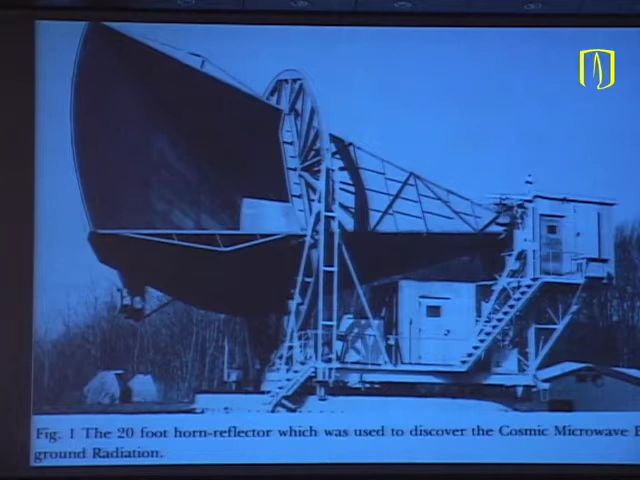 Fig. 1 The 20 foot horn-reflector which was used to discover the Cosmic Microwave
ground Radiation.